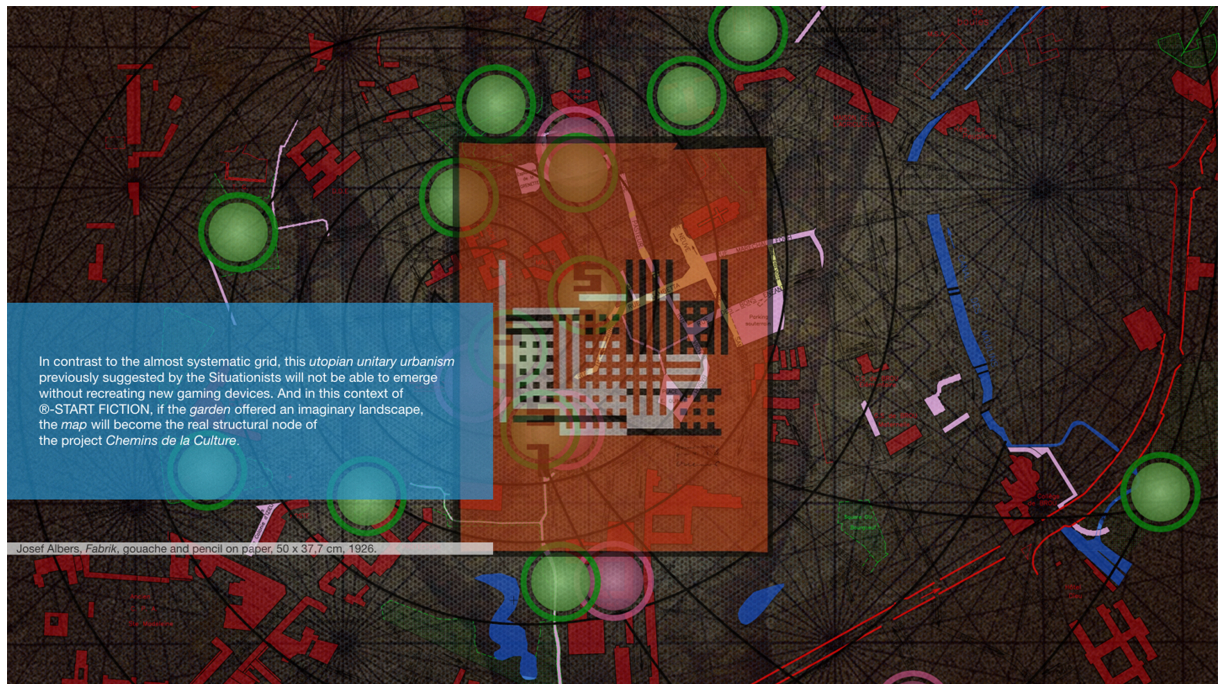 In contrast to the almost systematic grid, this utopian unitary urbanism
previously suggested by the Situationists will not be able to emerge
without recreating new gaming devices. And in this context of
®-START FICTION, if the garden offered an imaginary landscape,
the map will become the real structural node of
the project Chemins de la Culture.
Josef Albers, Fabrik, gouache and pencil on paper, 50 x 37,7 cm, 1926.